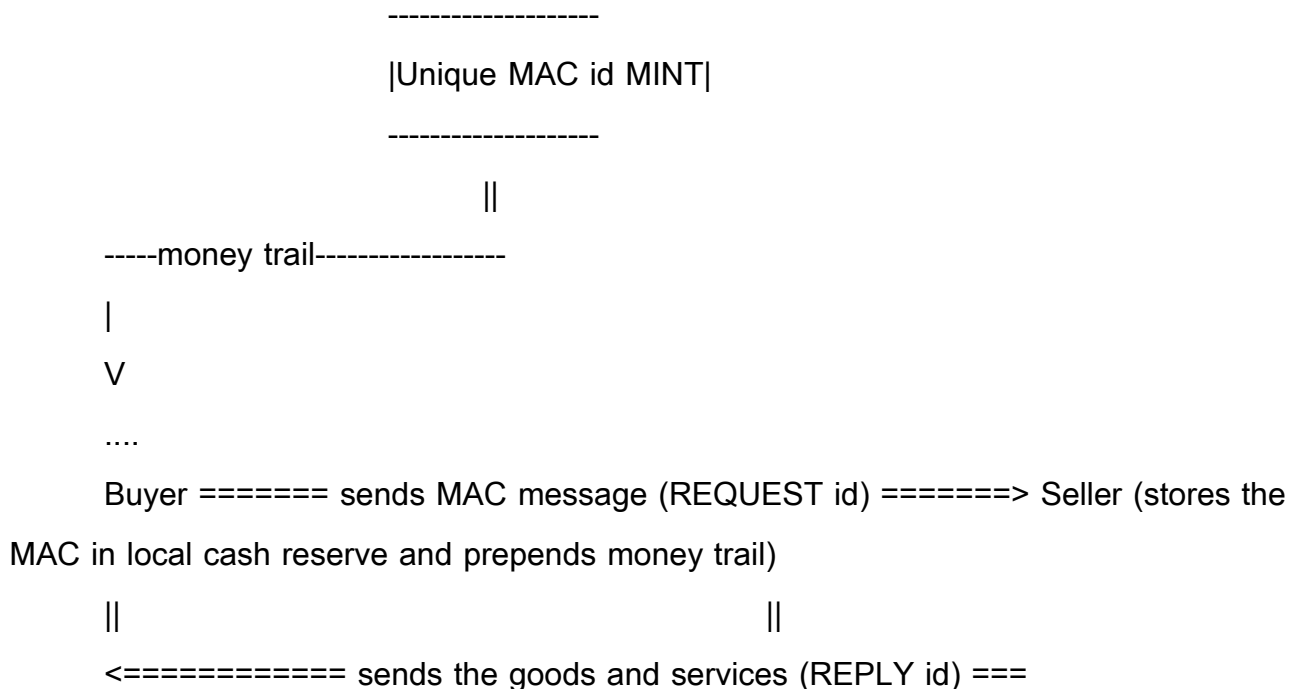 --------------------
|Unique MAC id MINT|
--------------------
||
-----money trail------------------
|
V
....
Buyer ======= sends MAC message (REQUEST id) =======> Seller (stores the
MAC in local cash reserve and prepends money trail)
|| ||
<============ sends the goods and services (REPLY id) ===